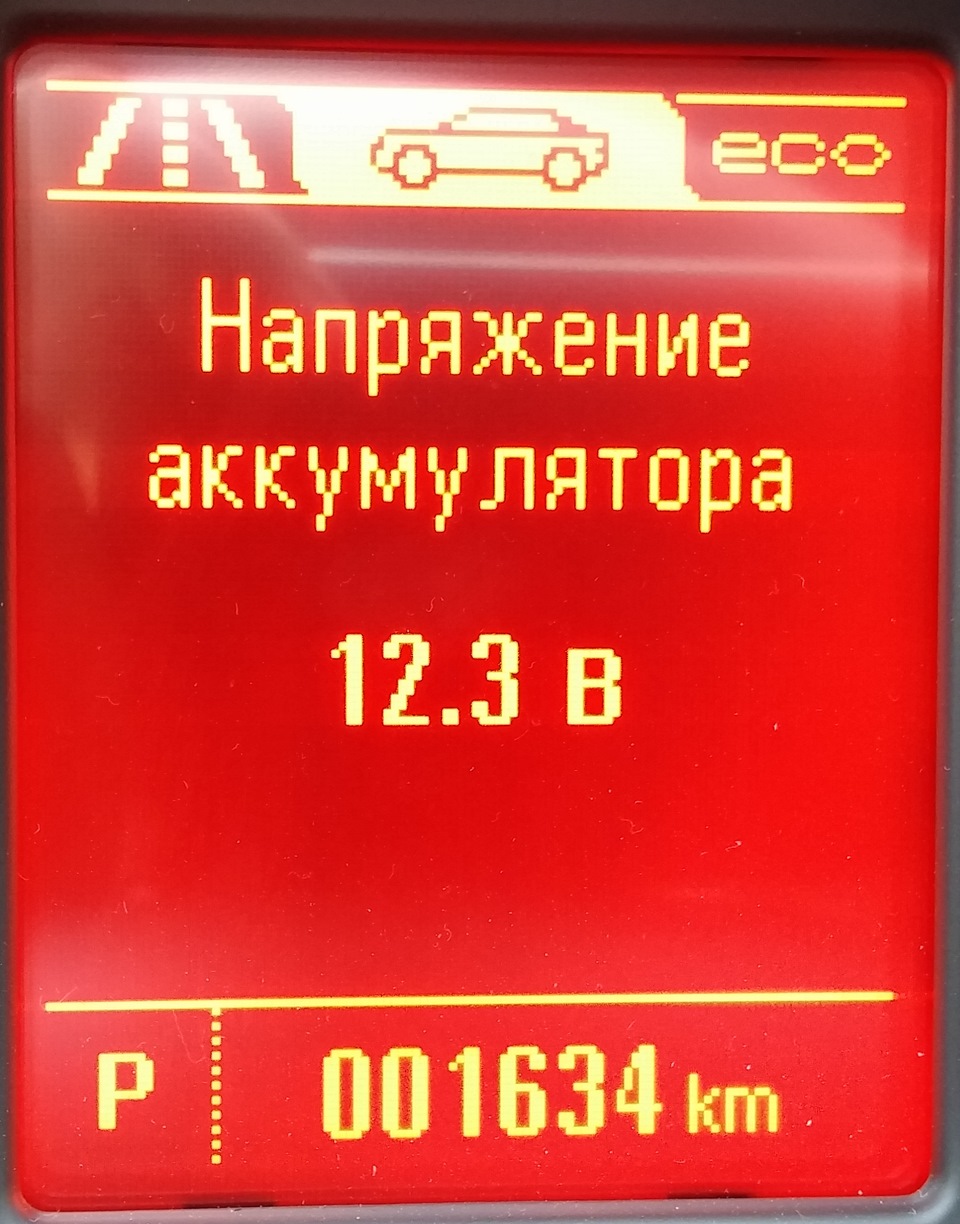 eco
Напряжение
аккумулятора
12.3 В
P 001634 km